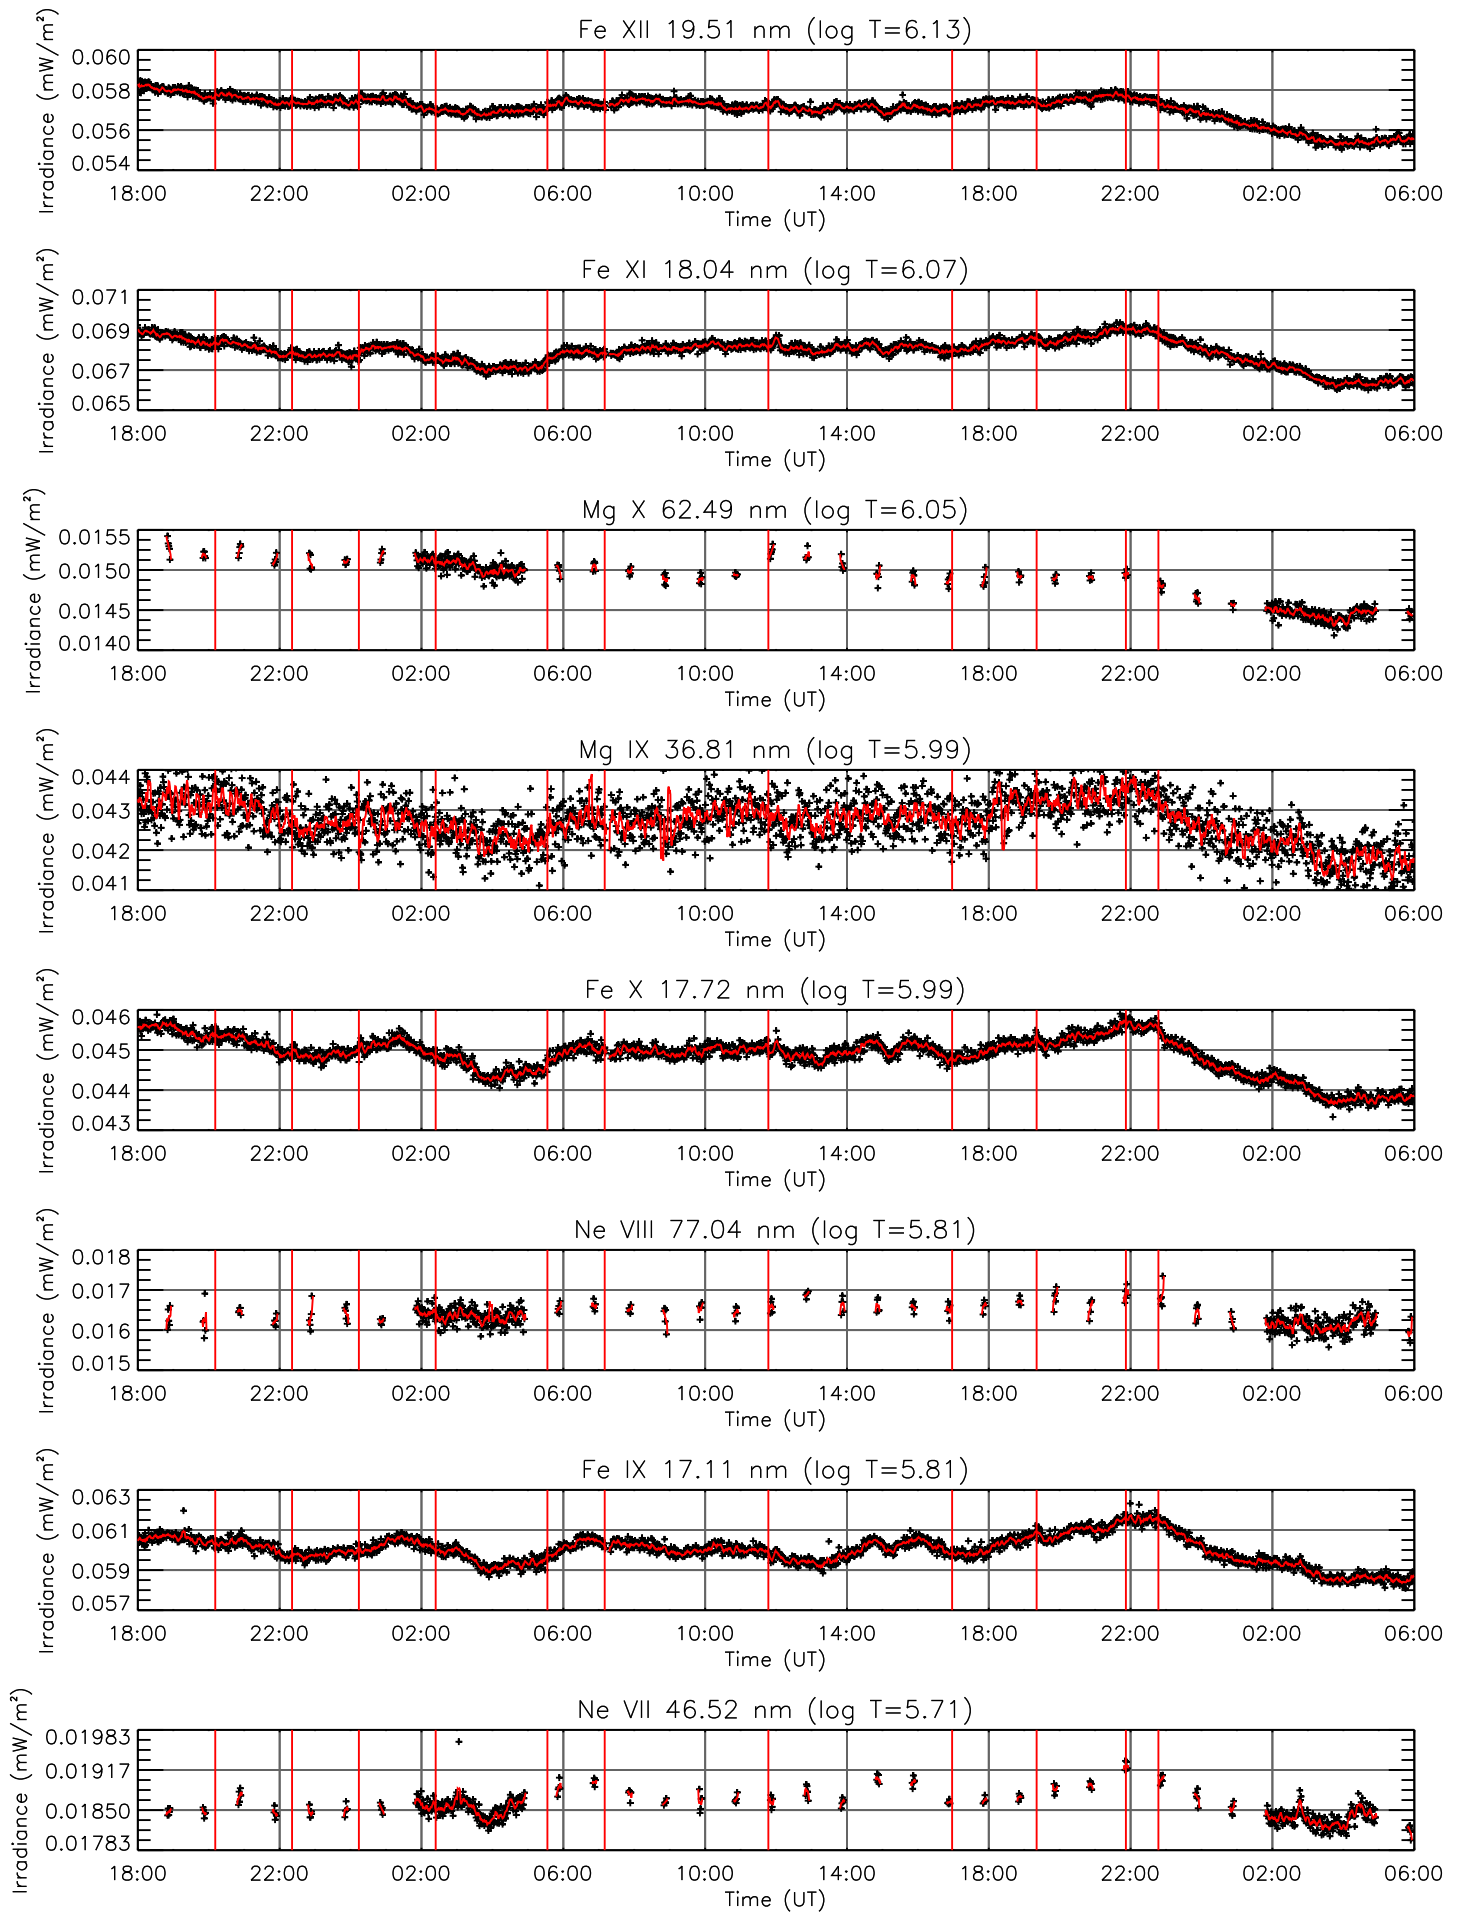 Fe XII 19.51 nm (log T=6.13)
Irradiance (mW/m²)
0.060
0.058
0.056
0.054
18:00 22:00 02:00 06:00 10:00 14:00 18:00 22:00 02:00 06:00
Time (UT)
Fe XI 18.04 nm (log T=6.07)
Irradiance (mW/m²)
0.071
0.069
0.067
0.065
18:00 22:00 02:00 06:00 10:00 14:00 18:00 22:00 02:00 06:00
Time (UT)
Mg X 62.49 nm (log T=6.05)
Irradiance (mW/m²)
0.0155
0.0150
0.0145
0.0140
18:00 22:00 02:00 06:00 10:00 14:00 18:00 22:00 02:00 06:00
Time (UT)
Mg IX 36.81 nm (log T=5.99)
Irradiance (mW/m²)
0.044
0.043
0.042
0.041
18:00 22:00 02:00 06:00 10:00 14:00 18:00 22:00 02:00 06:00
Time (UT)
Fe X 17.72 nm (log T=5.99)
Irradiance (mW/m²)
0.046
0.045
0.044
0.043
18:00 22:00 02:00 06:00 10:00 14:00 18:00 22:00 02:00 06:00
Time (UT)
Ne VIII 77.04 nm (log T=5.81)
Irradiance (mW/m²)
0.018
0.017
0.016
0.015
18:00 22:00 02:00 06:00 10:00 14:00 18:00 22:00 02:00 06:00
Time (UT)
Fe IX 17.11 nm (log T=5.81)
Irradiance (mW/m²)
0.063
0.061
0.059
0.057
18:00 22:00 02:00 06:00 10:00 14:00 18:00 22:00 02:00 06:00
Time (UT)
Ne VII 46.52 nm (log T=5.71)
Irradiance (mW/m²)
0.01983
0.01917
0.01850
0.01783
18:00 22:00 02:00 06:00 10:00 14:00 18:00 22:00 02:00 06:00
Time (UT)